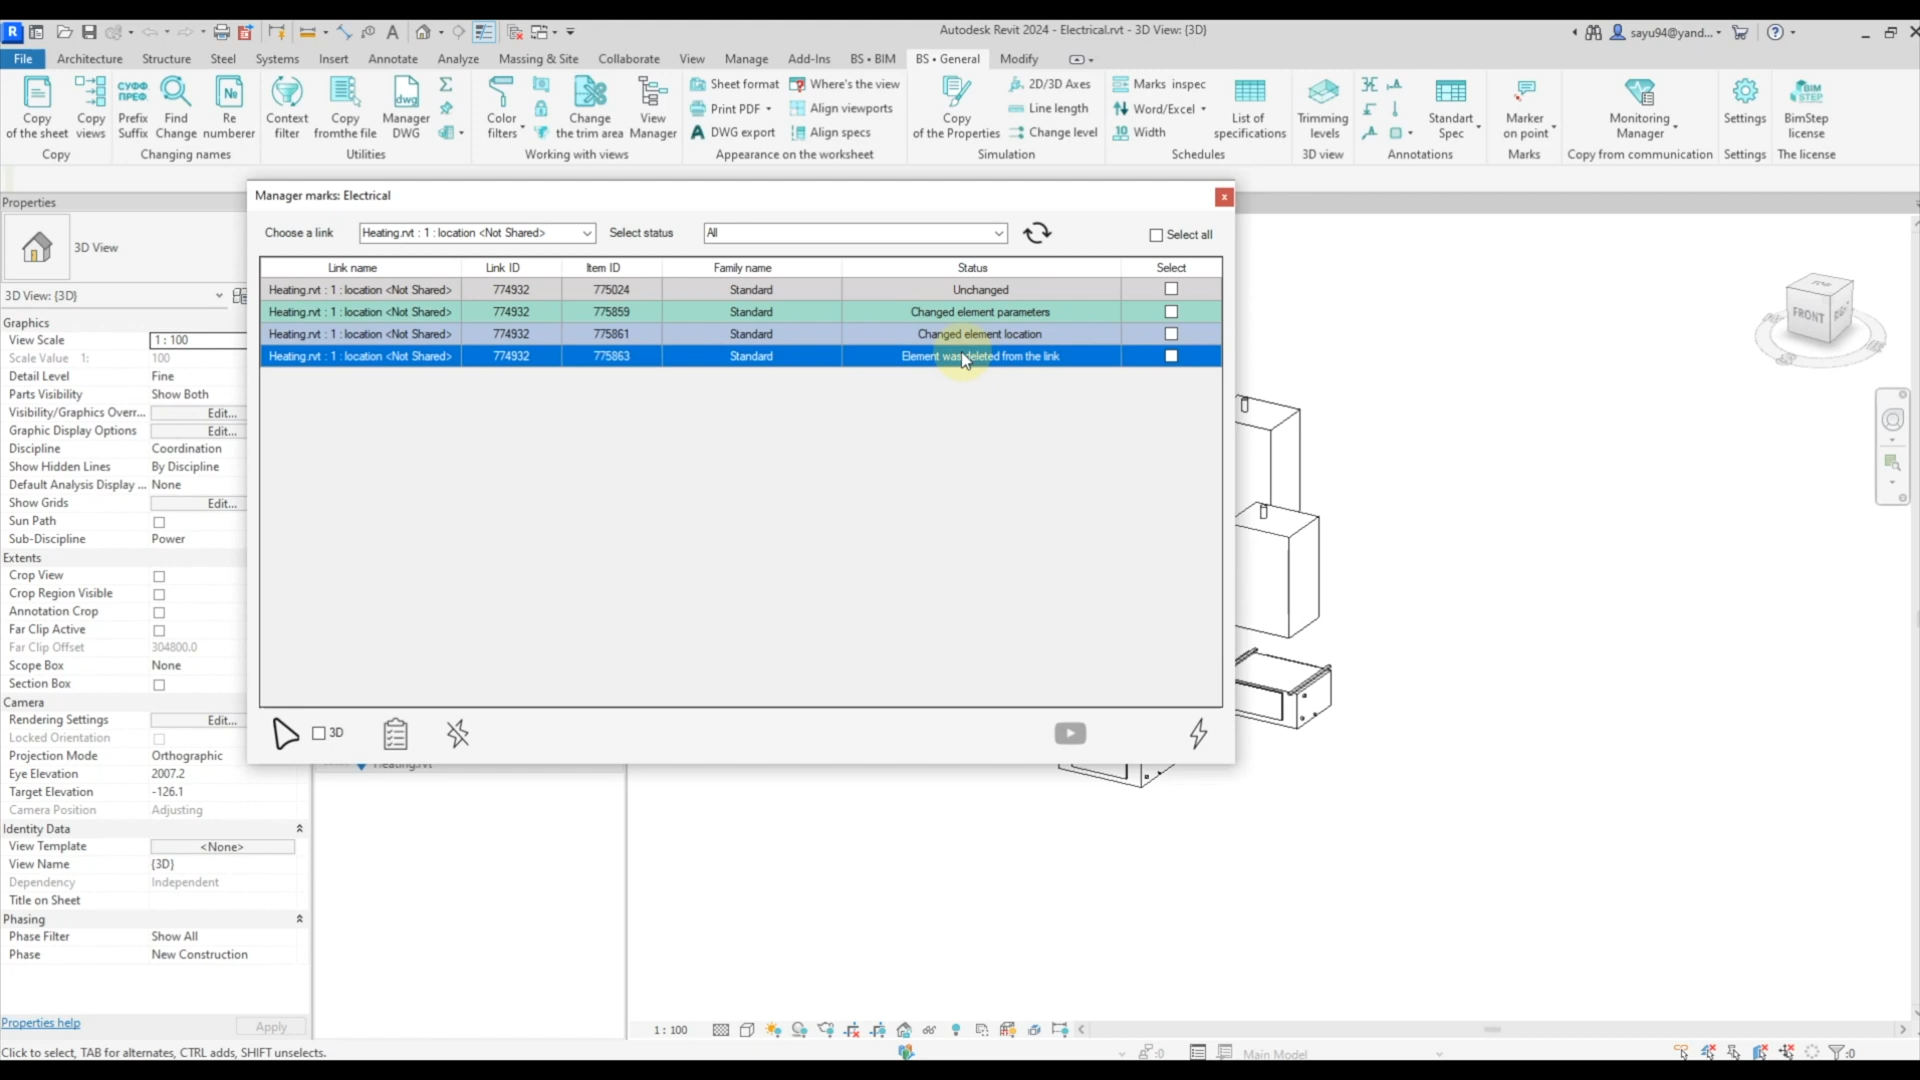 Autodesk Revit 2024 - Electrical.rvt - 3D View: {3D}
sayu94@yand...
File Architecture Structure Steel Systems Insert Annotate Analyze Massing & Site Collaborate View Manage Add-Ins BS • BIM BS • General Modify
Copy of the sheet
Copy views
Copy
СУФФ ПРЕФ.
Prefix Suffix
Find Change
№
Re numberer
Changing names
Context filter
Copy fromthe file
dwg
Manager DWG
Utilities
Color filters
Change the trim area
View Manager
Working with views
Sheet format
Print PDF
DWG export
Where's the view
Align viewports
Align specs
Appearance on the worksheet
Copy of the Properties
2D/3D Axes
Line length
Change level
Simulation
Marks inspec
Word/Excel
Width
List of specifications
Schedules
Trimming levels
3D view
Standart Spec
Annotations
Marker on point
Marks
Monitoring Manager
Copy from communication
Settings
Settings
BIM STEP
BimStep license
The license
Properties
3D View
3D View: {3D}
Graphics
View Scale 1 : 100
Scale Value 1: 100
Detail Level Fine
Parts Visibility Show Both
Visibility/Graphics Overr... Edit...
Graphic Display Options Edit...
Discipline Coordination
Show Hidden Lines By Discipline
Default Analysis Display ... None
Show Grids Edit...
Sun Path
Sub-Discipline Power
Extents
Crop View
Crop Region Visible
Annotation Crop
Far Clip Active
Far Clip Offset 304800.0
Scope Box None
Section Box
Camera
Rendering Settings Edit...
Locked Orientation
Projection Mode Orthographic
Eye Elevation 2007.2
Target Elevation -126.1
Camera Position Adjusting
Identity Data
View Template <None>
View Name {3D}
Dependency Independent
Title on Sheet
Phasing
Phase Filter Show All
Phase New Construction
Properties help Apply
Manager marks: Electrical
Choose a link Heating.rvt : 1 : location <Not Shared> Select status All Select all
Link name Link ID Item ID Family name Status Select
Heating.rvt : 1 : location <Not Shared> 774932 775024 Standard Unchanged
Heating.rvt : 1 : location <Not Shared> 774932 775859 Standard Changed element parameters
Heating.rvt : 1 : location <Not Shared> 774932 775861 Standard Changed element location
Heating.rvt : 1 : location <Not Shared> 774932 775863 Standard Element was deleted from the link
3D
Heating.rvt
FRONT
1 : 100
Click to select, TAB for alternates, CTRL adds, SHIFT unselects.
:0
Main Model
:0